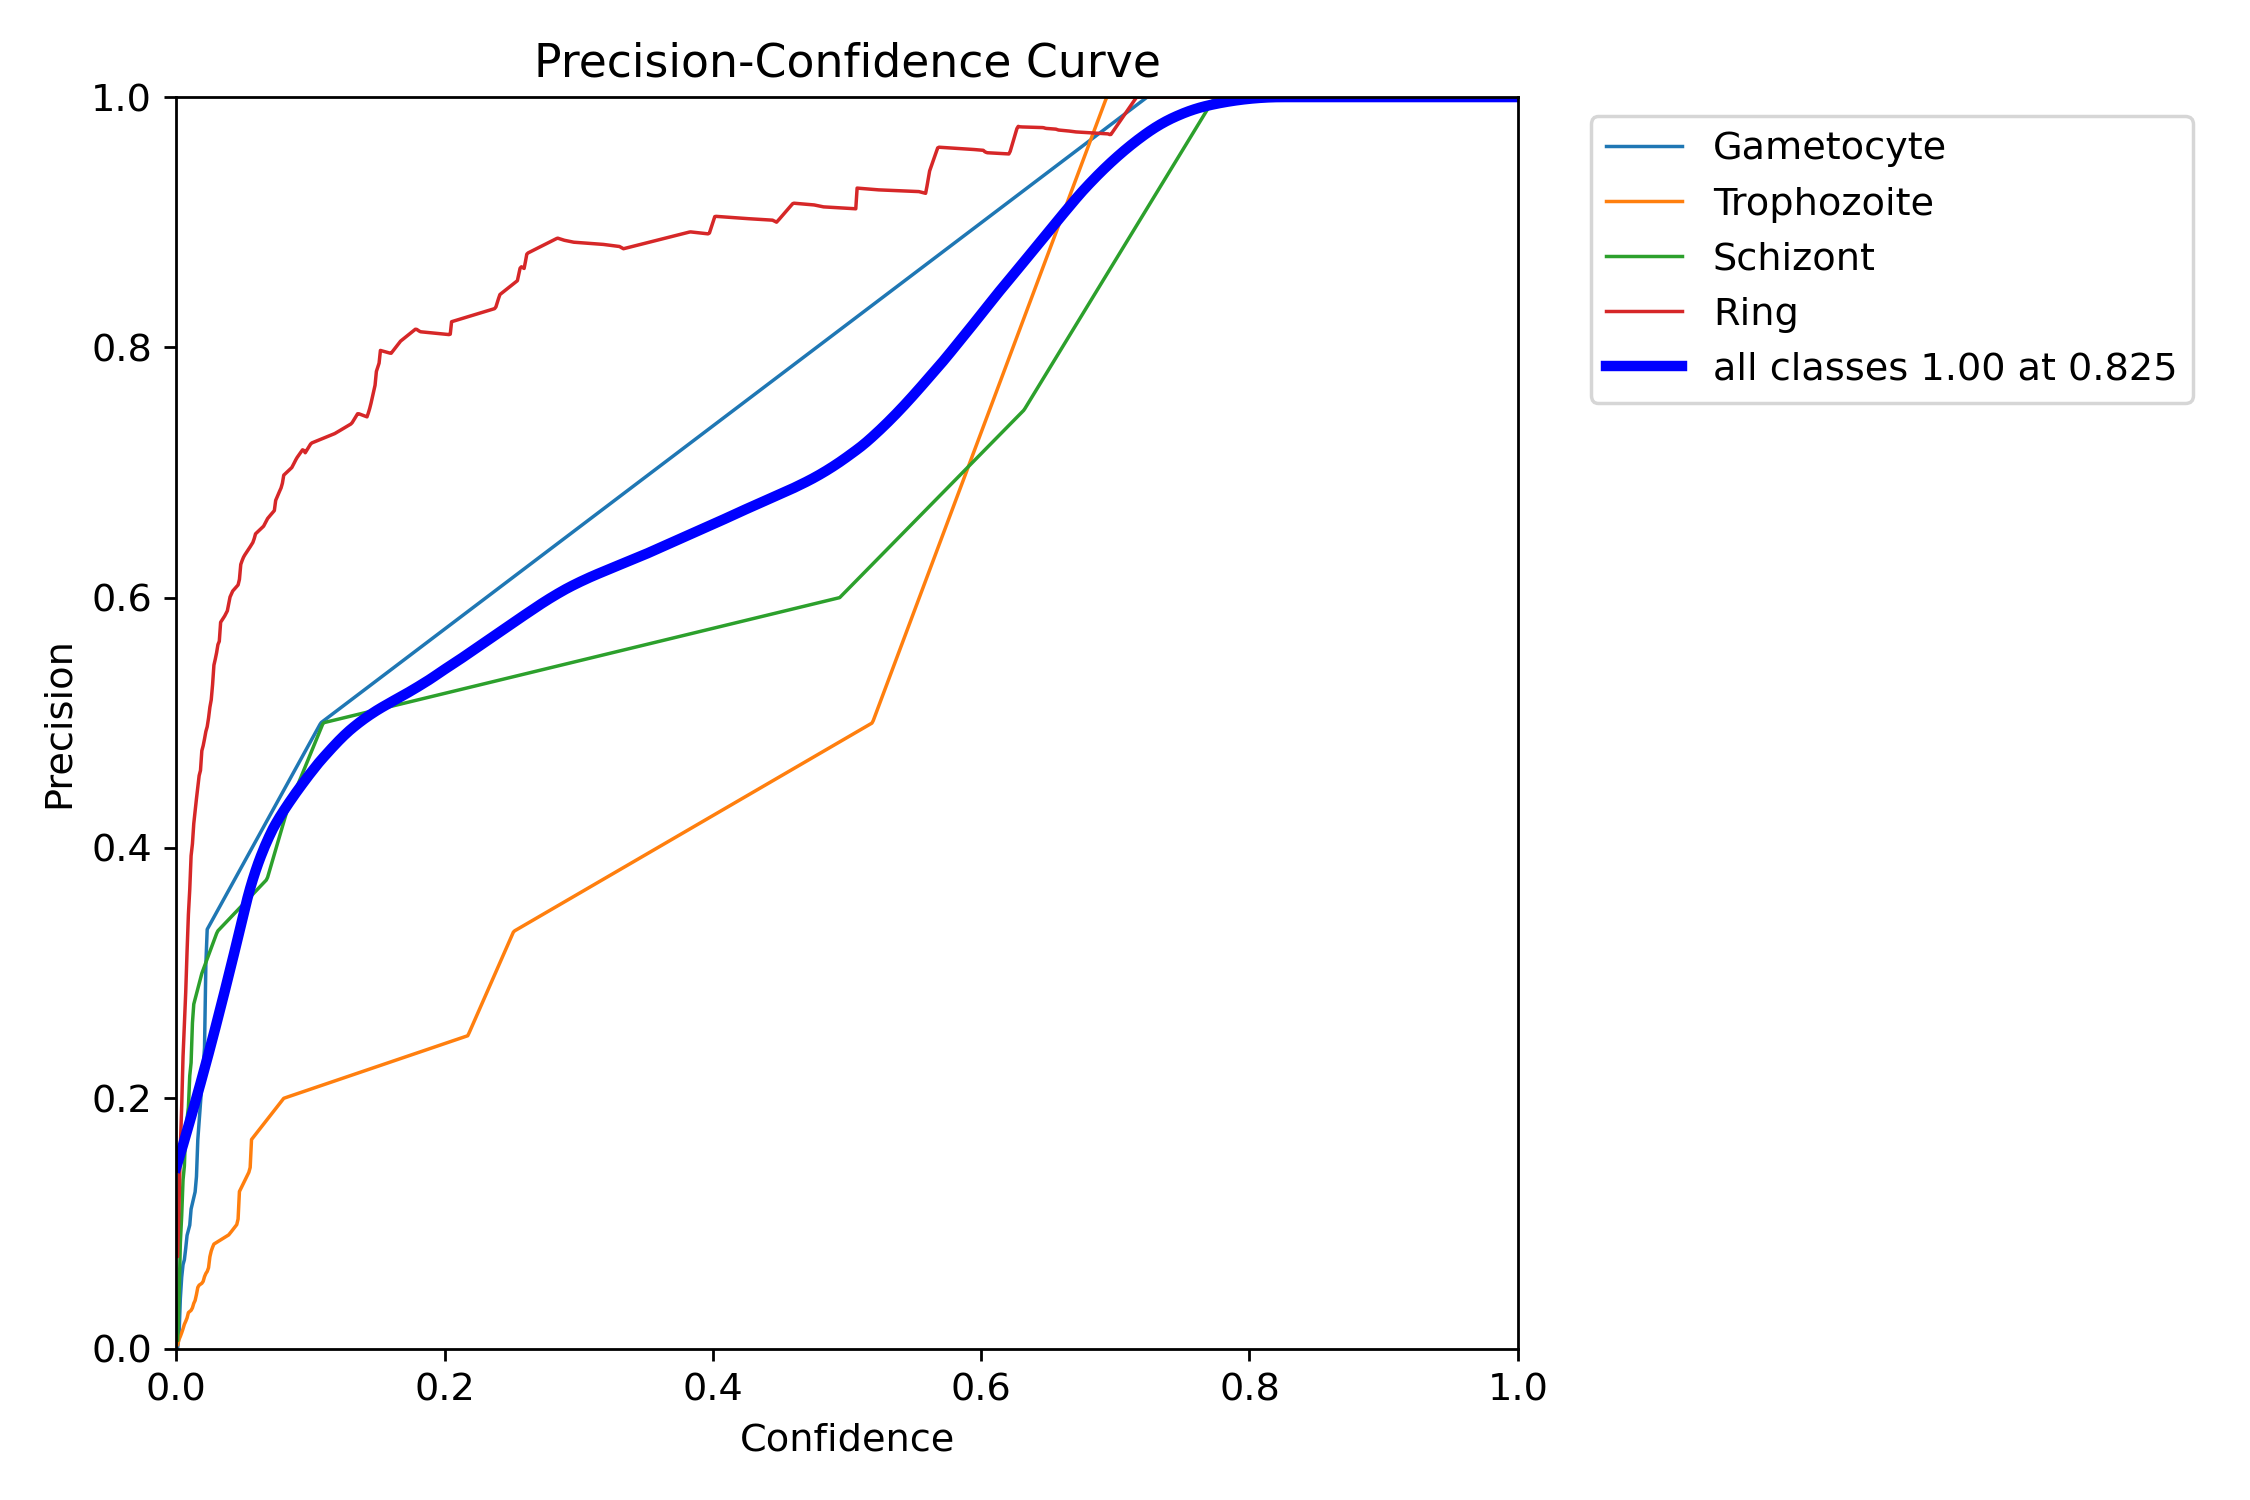 Precision-Confidence Curve
1.0
0.8
0.6
0.4
0.2
0.0
Precision
0.0 0.2 0.4 0.6 0.8 1.0
Confidence
Gametocyte
Trophozoite
Schizont
Ring
all classes 1.00 at 0.825